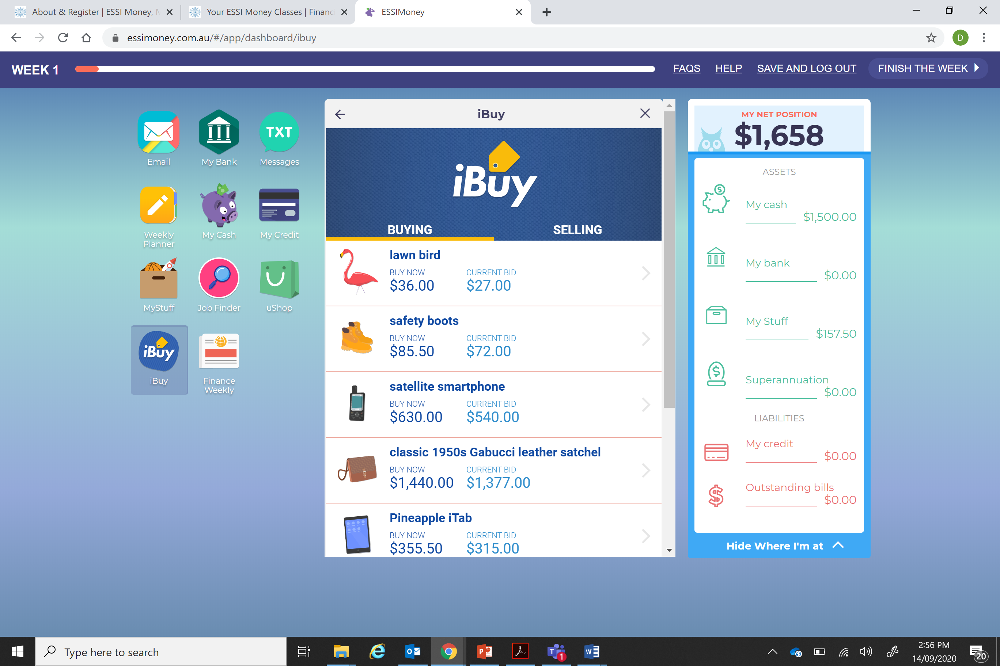 About & Register | ESSI Money, M
Your ESSI Money Classes | Financ
ESSIMoney
essimoney.com.au/#/app/dashboard/ibuy
D
WEEK 1
FAQS
HELP
SAVE AND LOG OUT
FINISH THE WEEK
Email
My Bank
TXT
Messages
Weekly
Planner
My Cash
My Credit
MyStuff
Job Finder
uShop
iBuy
iBuy
Finance
Weekly
iBuy
iBuy
BUYING
SELLING
lawn bird
BUY NOW
CURRENT BID
$36.00
$27.00
safety boots
BUY NOW
CURRENT BID
$85.50
$72.00
satellite smartphone
BUY NOW
CURRENT BID
$630.00
$540.00
classic 1950s Gabucci leather satchel
BUY NOW
CURRENT BID
$1,440.00
$1,377.00
Pineapple iTab
BUY NOW
CURRENT BID
$355.50
$315.00
MY NET POSITION
$1,658
ASSETS
My cash
$1,500.00
My bank
$0.00
My Stuff
$157.50
Superannuation
$0.00
LIABILITIES
My credit
$0.00
Outstanding bills
$0.00
Hide Where I'm at
Type here to search
2:56 PM
14/09/2020
20
1